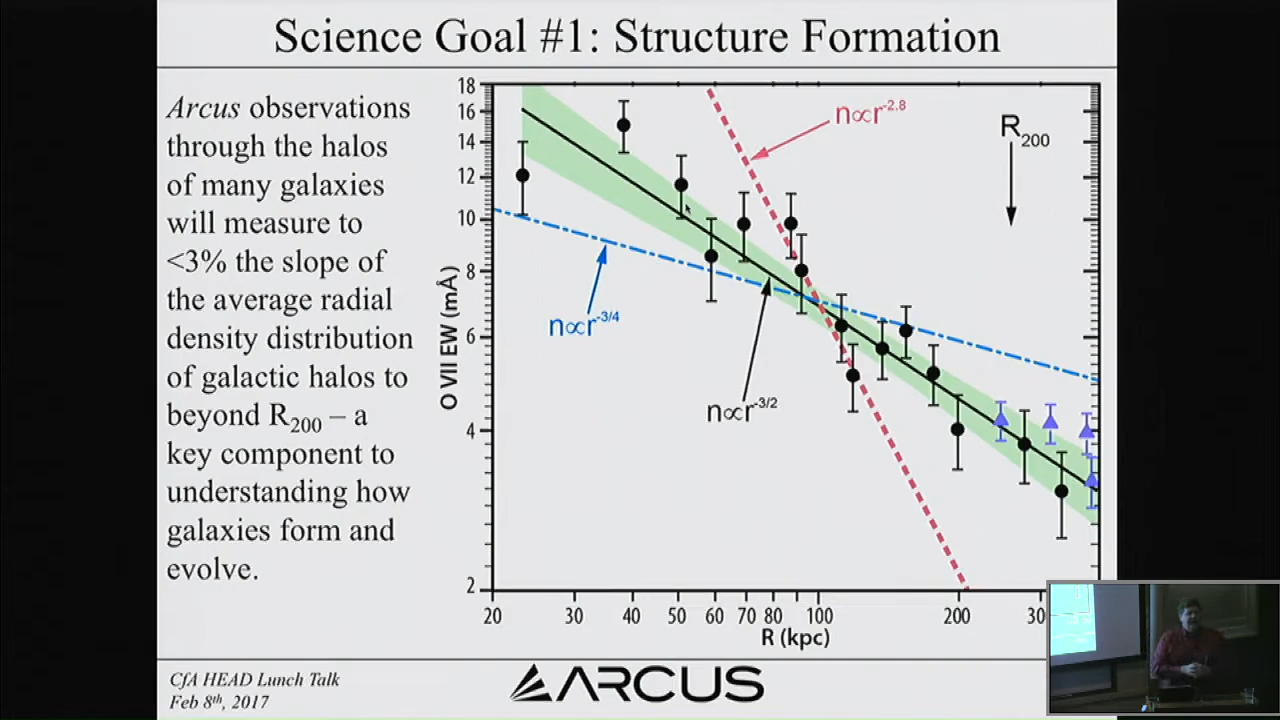 Science Goal #1: Structure Formation
Arcus observations
through the halos
of many galaxies
will measure to
<3% the slope of
the average radial
density distribution
of galactic halos to
beyond R200 – a
key component to
understanding how
galaxies form and
evolve.
O VII EW (mÅ)
18
16
14
12
10
8
6
4
2
n∝r-2.8
R200
n∝r-3/4
n∝r-3/2
20 30 40 50 60 70 80 100 200 30
R (kpc)
CfA HEAD Lunch Talk
Feb 8th, 2017
ARCUS